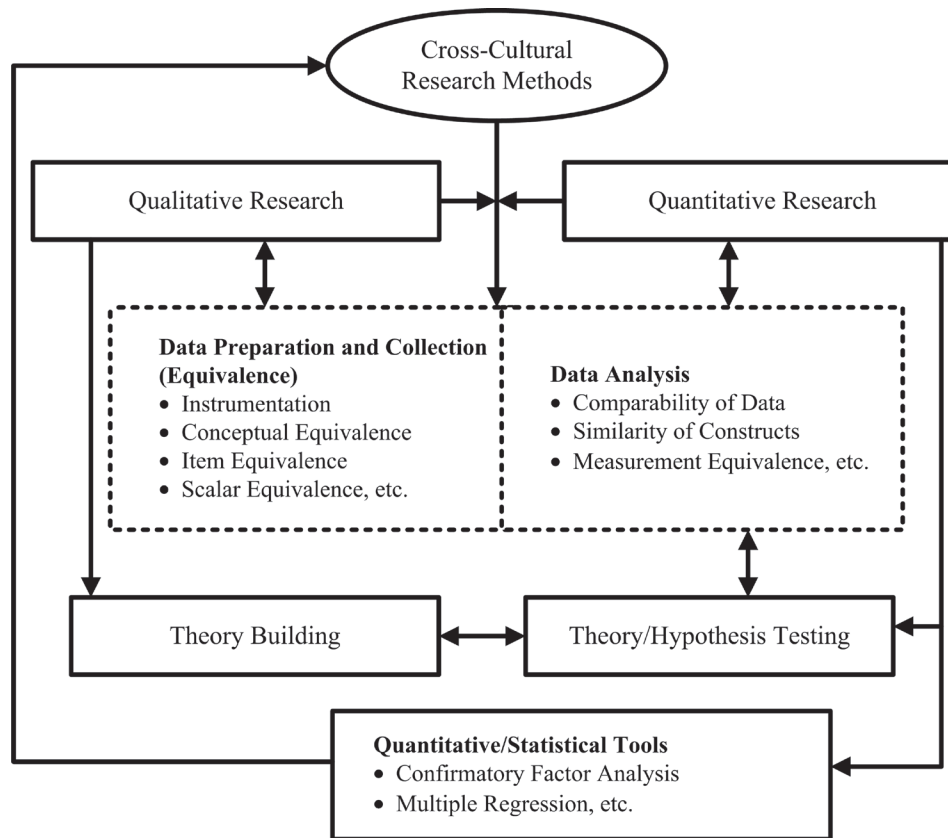 Cross-Cultural
Research Methods
Qualitative Research
Quantitative Research
Data Preparation and Collection
(Equivalence)
• Instrumentation
• Conceptual Equivalence
• Item Equivalence
• Scalar Equivalence, etc.
Data Analysis
• Comparability of Data
• Similarity of Constructs
• Measurement Equivalence, etc.
Theory Building
Theory/Hypothesis Testing
Quantitative/Statistical Tools
• Confirmatory Factor Analysis
• Multiple Regression, etc.